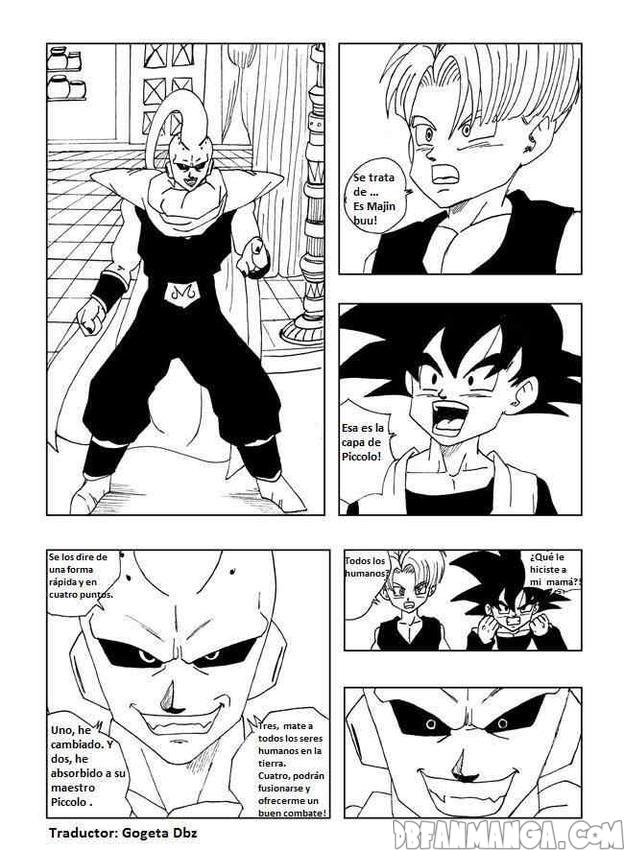 Se trata
de ...
Es Majin
buu!
Esa es la
capa de
Piccolo!
Se los dire de
una forma
rápida y en
cuatro puntos.
Uno, he
cambiado. Y
dos, he
absorbido a su
maestro
Piccolo .
Tres, mate a
todos los seres
humanos en la
tierra.
Cuatro, podrán
fusionarse y
ofrecerme un
buen combate!
Todos los
humanos?
¿Qué le
hiciste a
mi mamá?!
Traductor: Gogeta Dbz
DBFANMANGA.COM